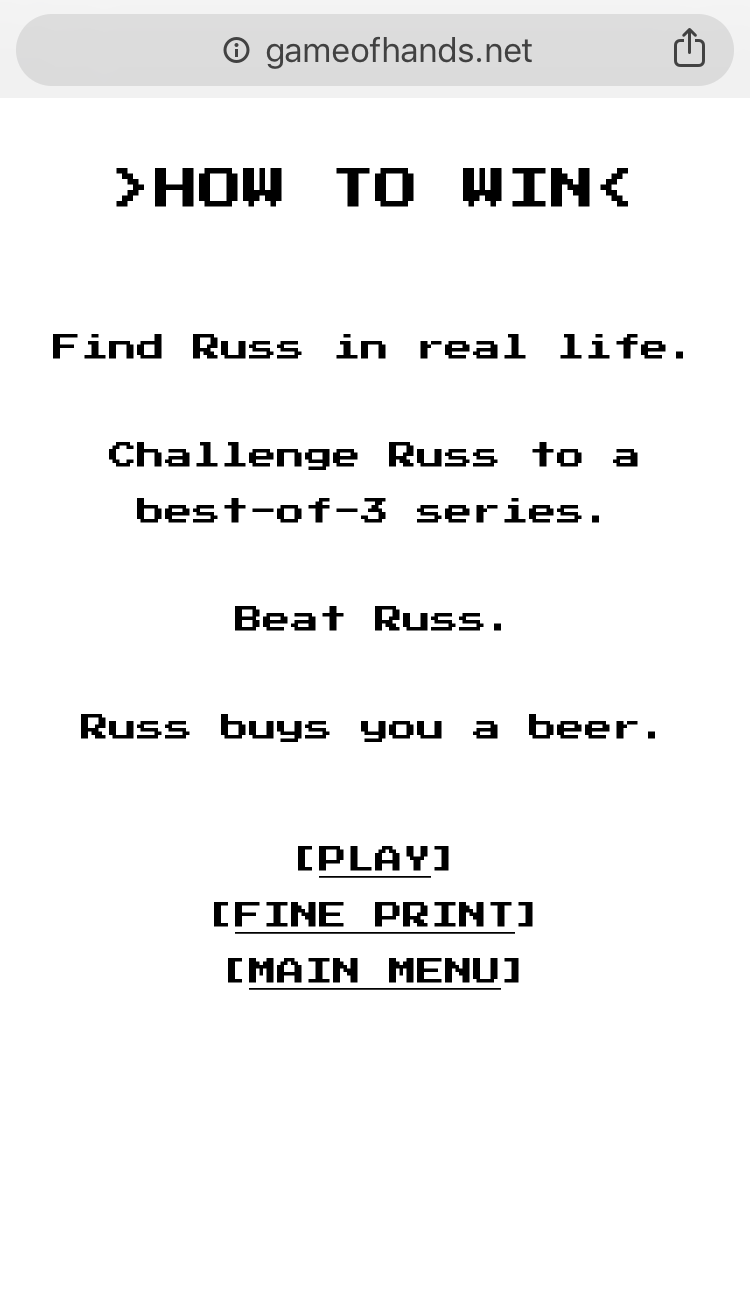 gameofhands.net
>HOW TO WIN<
Find Russ in real life.
Challenge Russ to a
best-of-3 series.
Beat Russ.
Russ buys you a beer.
[PLAY]
[FINE PRINT]
[MAIN MENU]